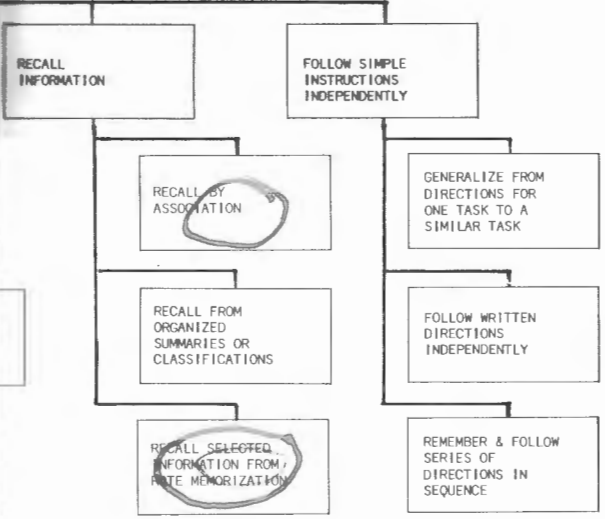 RECALL
INFORMATION
FOLLOW SIMPLE
INSTRUCTIONS
INDEPENDENTLY
RECALL BY
ASSOCIATION
GENERALIZE FROM
DIRECTIONS FOR
ONE TASK TO A
SIMILAR TASK
RECALL FROM
ORGANIZED
SUMMARIES OR
CLASSIFICATIONS
FOLLOW WRITTEN
DIRECTIONS
INDEPENDENTLY
RECALL SELECTED
INFORMATION FROM
ROTE MEMORIZATION
REMEMBER & FOLLOW
SERIES OF
DIRECTIONS IN
SEQUENCE